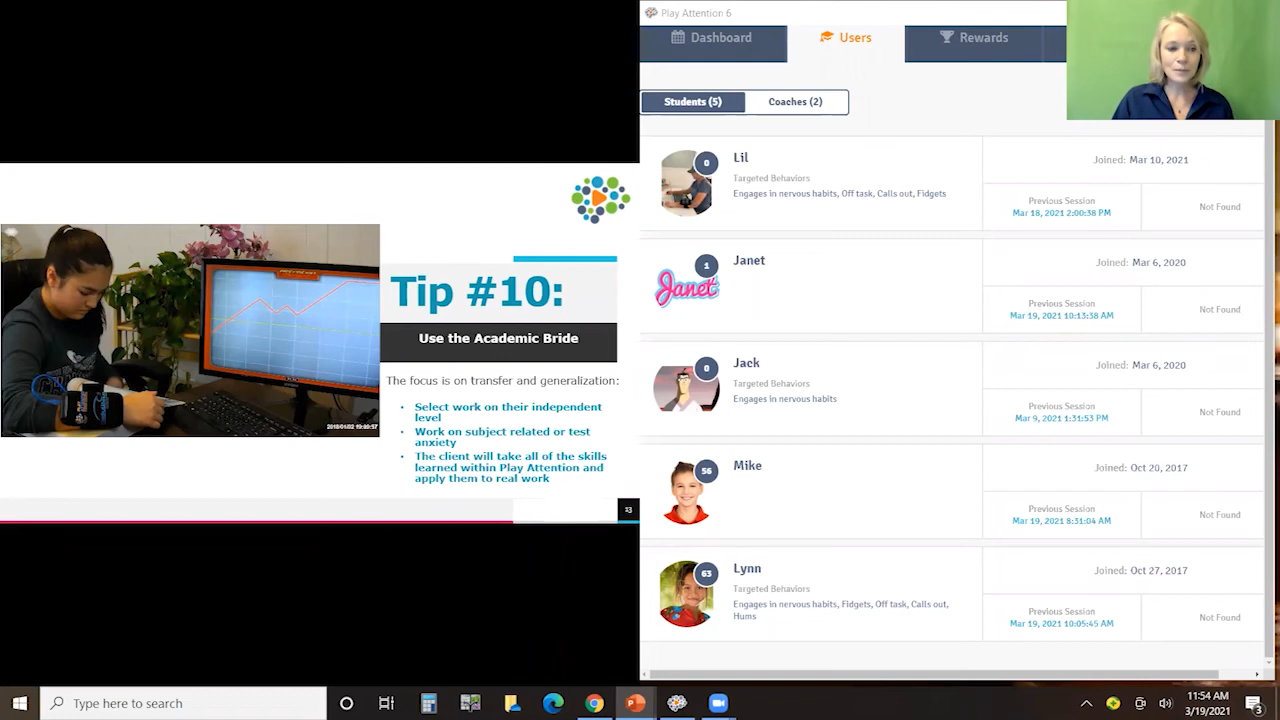 Play Attention 6
Dashboard
Users
Rewards
Students (5)
Coaches (2)
Tip #10:
Use the Academic Bride
The focus is on transfer and generalization:
• Select work on their independent
level
• Work on subject related or test
anxiety
• The client will take all of the skills
learned within Play Attention and
apply them to real work
2018/01/02 19:49:57
23
0
Lil
Targeted Behaviors
Engages in nervous habits, Off task, Calls out, Fidgets
Joined: Mar 10, 2021
Previous Session
Mar 18, 2021 2:00:38 PM
Not Found
1
Janet
Janet
Joined: Mar 6, 2020
Previous Session
Mar 19, 2021 10:13:38 AM
Not Found
0
Jack
Targeted Behaviors
Engages in nervous habits
Joined: Mar 6, 2020
Previous Session
Mar 9, 2021 1:31:53 PM
Not Found
56
Mike
Joined: Oct 20, 2017
Previous Session
Mar 19, 2021 8:31:04 AM
Not Found
63
Lynn
Targeted Behaviors
Engages in nervous habits, Fidgets, Off task, Calls out,
Hums
Joined: Oct 27, 2017
Previous Session
Mar 19, 2021 10:05:45 AM
Not Found
Type here to search
11:54 AM
3/19/2021
3